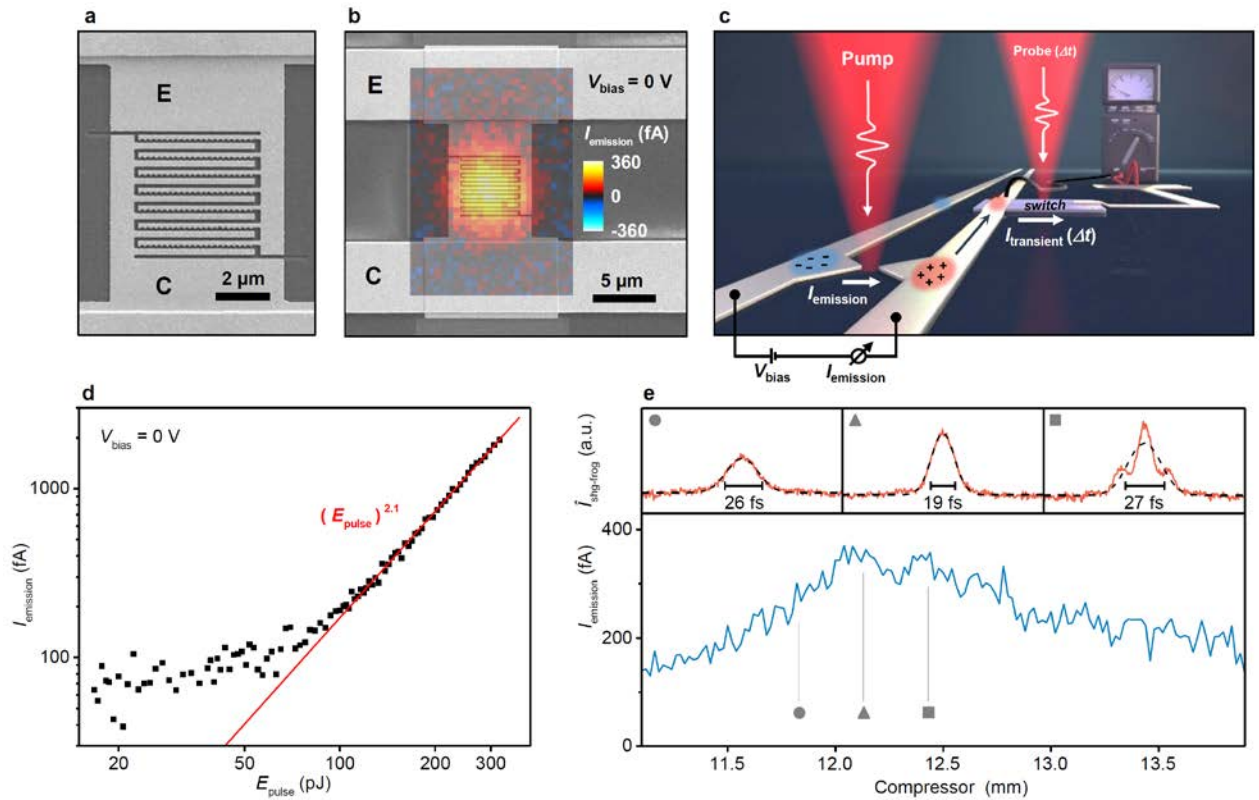 a
E
C
2 µm
b
E
V_bias = 0 V
I_emission (fA)
360
0
-360
C
5 µm
c
Pump
Probe (Δt)
switch
I_transient (Δt)
I_emission
V_bias
I_emission
d
V_bias = 0 V
(E_pulse)^2.1
I_emission (fA)
1000
100
20
50
100
200
300
E_pulse (pJ)
e
Î_shg-frog (a.u.)
26 fs
19 fs
27 fs
I_emission (fA)
400
200
0
11.5
12.0
12.5
13.0
13.5
Compressor (mm)